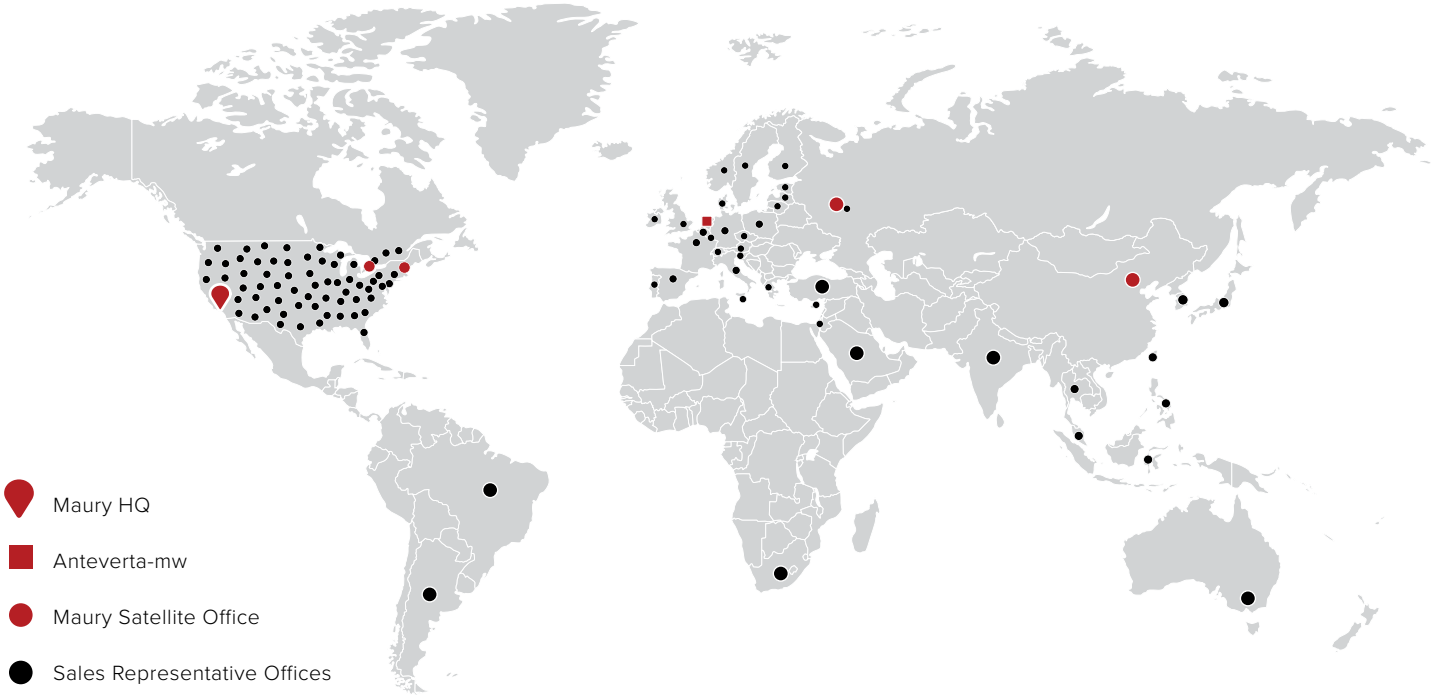 Maury HQ
Anteverta-mw
Maury Satellite Office
Sales Representative Offices